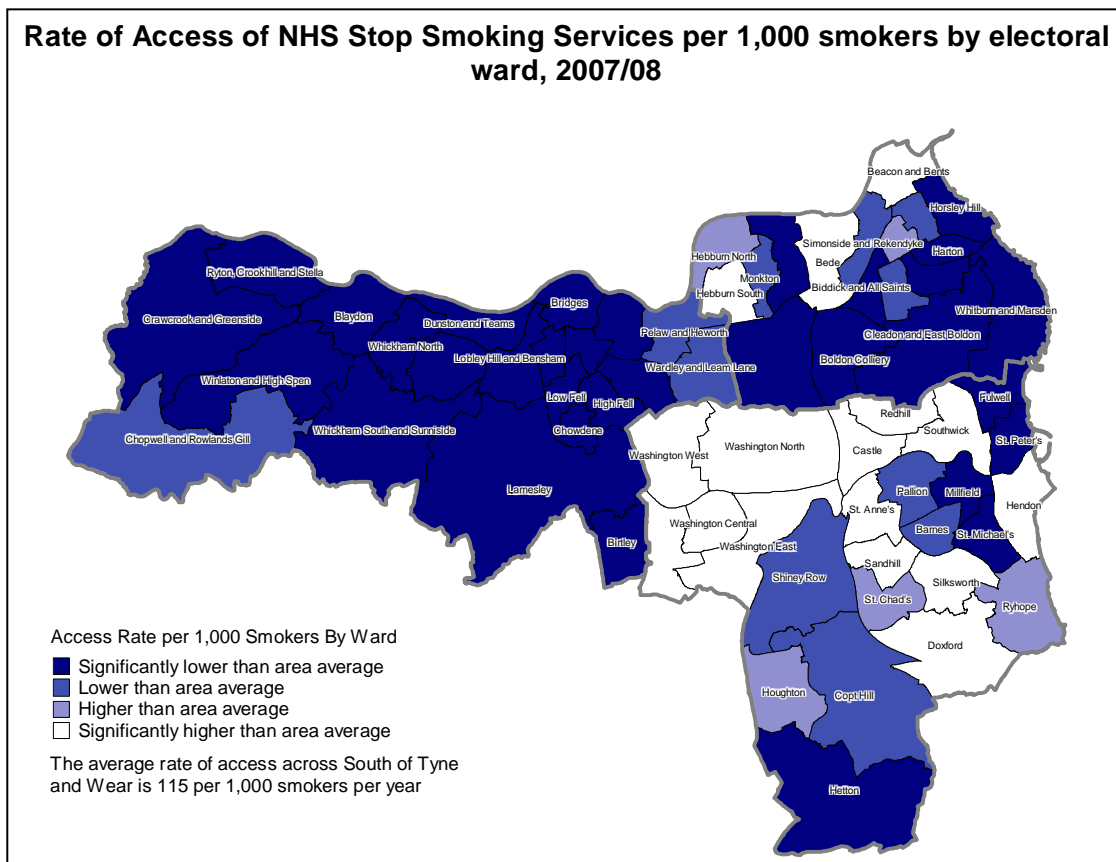 Rate of Access of NHS Stop Smoking Services per 1,000 smokers by electoral
ward, 2007/08
Beacon and Bents
Horsley Hill
Simonside and Rekendyke
Harton
Hebburn North
Bede
Monkton
Ryton, Crookhill and Stella
Biddick and All Saints
Hebburn South
Bridges
Whitburn and Marsden
Crawcrook and Greenside
Blaydon
Dunston and Teams
Pelaw and Heworth
Cleadon and East Boldon
Whickham North
Lobley Hill and Bensham
Boldon Colliery
Wardley and Leam Lane
Winlaton and High Spen
Low Fell
High Fell
Fulwell
Redhill
Chopwell and Rowlands Gill
Whickham South and Sunniside
Chowdene
Southwick
St. Peter's
Washington North
Castle
Washington West
Lamesley
Pallion
Millfield
Hendon
St. Anne's
Washington Central
Barnes
St. Michael's
Birtley
Washington East
Sandhill
Shiney Row
Silksworth
St. Chad's
Ryhope
Doxford
Access Rate per 1,000 Smokers By Ward
Significantly lower than area average
Lower than area average
Higher than area average
Significantly higher than area average
Houghton
Copt Hill
The average rate of access across South of Tyne
and Wear is 115 per 1,000 smokers per year
Hetton